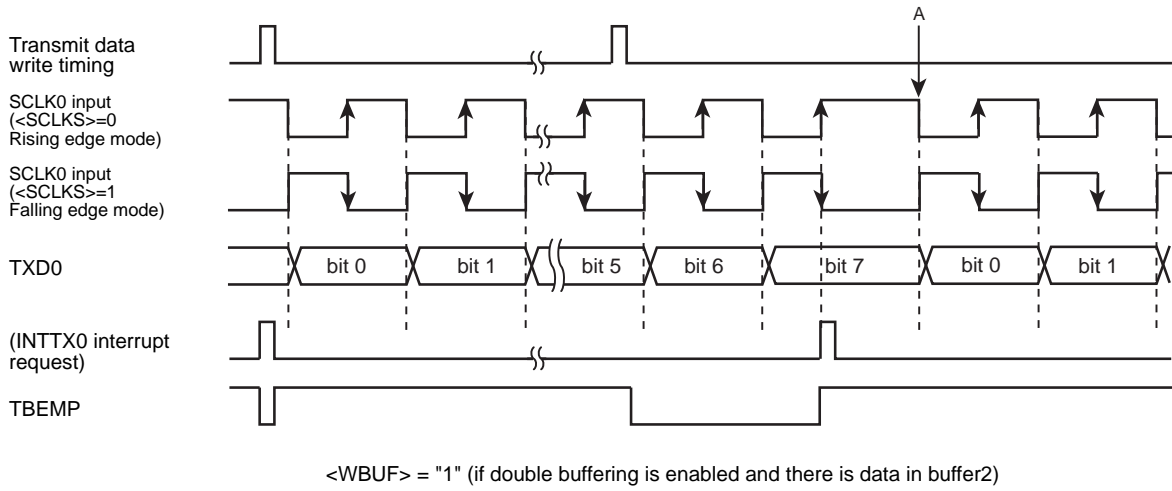 A
Transmit data
write timing
SCLK0 input
(<SCLKS>=0
Rising edge mode)
SCLK0 input
(<SCLKS>=1
Falling edge mode)
TXD0
bit 0
bit 1
bit 5
bit 6
bit 7
bit 0
bit 1
(INTTX0 interrupt
request)
TBEMP
<WBUF> = "1" (if double buffering is enabled and there is data in buffer2)